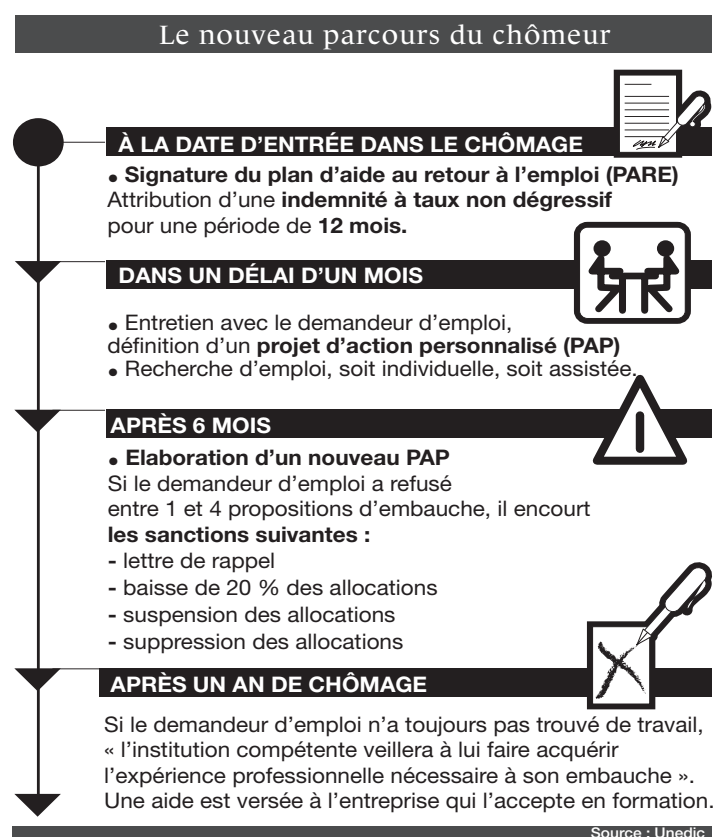 Le nouveau parcours du chômeur
À LA DATE D’ENTRÉE DANS LE CHÔMAGE
• Signature du plan d’aide au retour à l’emploi (PARE)
Attribution d’une indemnité à taux non dégressif
pour une période de 12 mois.
DANS UN DÉLAI D’UN MOIS
• Entretien avec le demandeur d’emploi,
définition d’un projet d’action personnalisé (PAP)
• Recherche d’emploi, soit individuelle, soit assistée.
APRÈS 6 MOIS
• Elaboration d’un nouveau PAP
Si le demandeur d’emploi a refusé
entre 1 et 4 propositions d’embauche, il encourt
les sanctions suivantes :
- lettre de rappel
- baisse de 20 % des allocations
- suspension des allocations
- suppression des allocations
APRÈS UN AN DE CHÔMAGE
Si le demandeur d’emploi n’a toujours pas trouvé de travail,
« l’institution compétente veillera à lui faire acquérir
l’expérience professionnelle nécessaire à son embauche ».
Une aide est versée à l’entreprise qui l’accepte en formation.
Source : Unedic